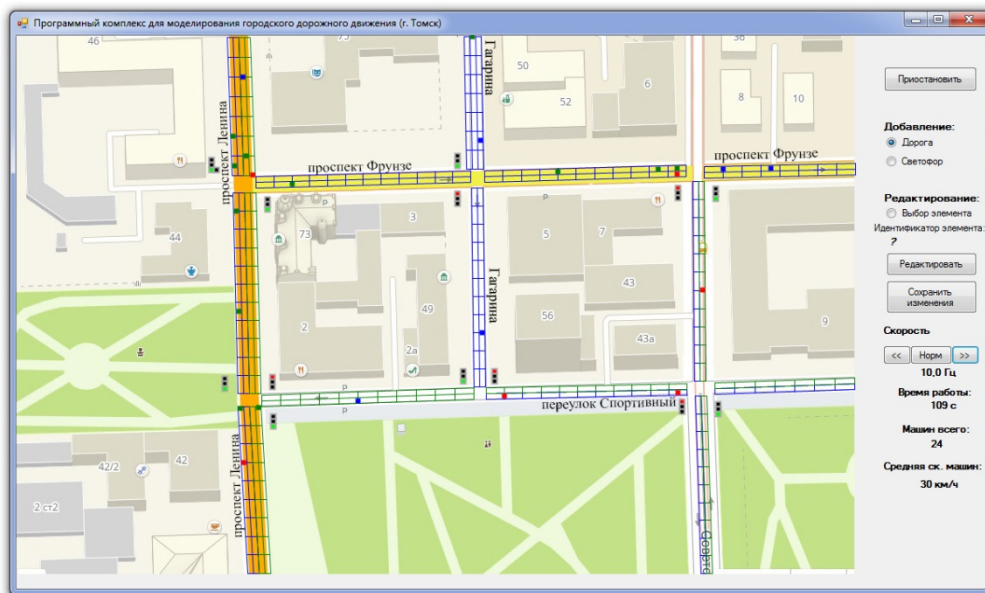 Программный комплекс для моделирования городского дорожного движения (г. Томск)
46
75
50
52
6
36
8
10
Гагарина
проспект Ленина
проспект Фрунзе
проспект Фрунзе
р
р
44
73
3
5
7
43
56
43а
49
2
2а
9
Гагарина
р
р
переулок Спортивный
проспект Ленина
42/2
42
2 ст2
Приостановить
Добавление:
Дорога
Светофор
Редактирование:
Выбор элемента
Идентификатор элемента:
?
Редактировать
Сохранить
изменения
Скорость
<<
Норм
>>
10,0 Гц
Время работы:
109 с
Машин всего:
24
Средняя ск. машин:
30 км/ч